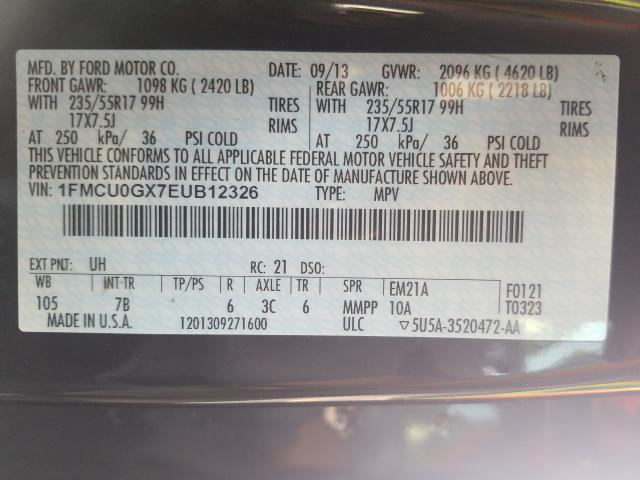 MFD. BY FORD MOTOR CO. DATE: 09/13 GVWR: 2096 KG ( 4620 LB)
FRONT GAWR: 1098 KG ( 2420 LB) REAR GAWR: 1006 KG ( 2218 LB)
WITH 235/55R17 99H TIRES WITH 235/55R17 99H TIRES
17X7.5J RIMS 17X7.5J RIMS
AT 250 kPa/ 36 PSI COLD AT 250 kPa/ 36 PSI COLD
THIS VEHICLE CONFORMS TO ALL APPLICABLE FEDERAL MOTOR VEHICLE SAFETY AND THEFT
PREVENTION STANDARDS IN EFFECT ON THE DATE OF MANUFACTURE SHOWN ABOVE.
VIN: 1FMCU0GX7EUB12326 TYPE: MPV
EXT PNT: UH RC: 21 DSO:
WB INT TR TP/PS R AXLE TR SPR EM21A F0121
105 7B 6 3C 6 MMPP 10A T0323
MADE IN U.S.A. 1201309271600 ULC ▽5U5A-3520472-AA